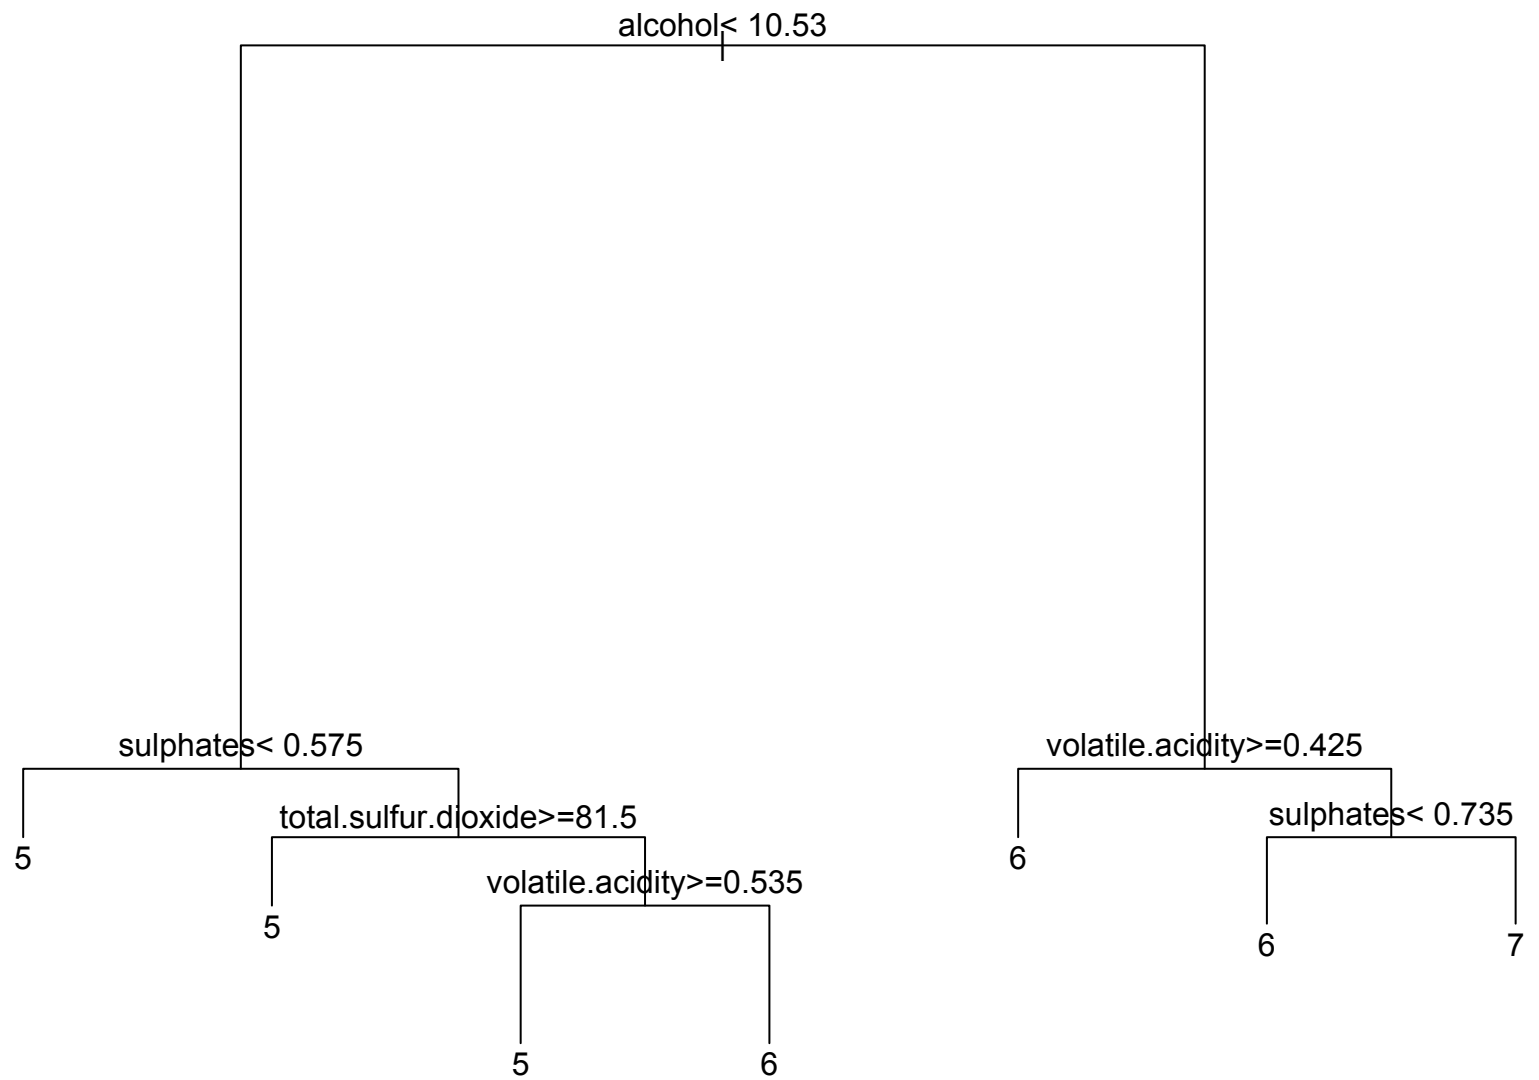 alcohol< 10.53
sulphates< 0.575
volatile.acidity>=0.425
total.sulfur.dioxide>=81.5
sulphates< 0.735
5
6
volatile.acidity>=0.535
5
6
7
5
6